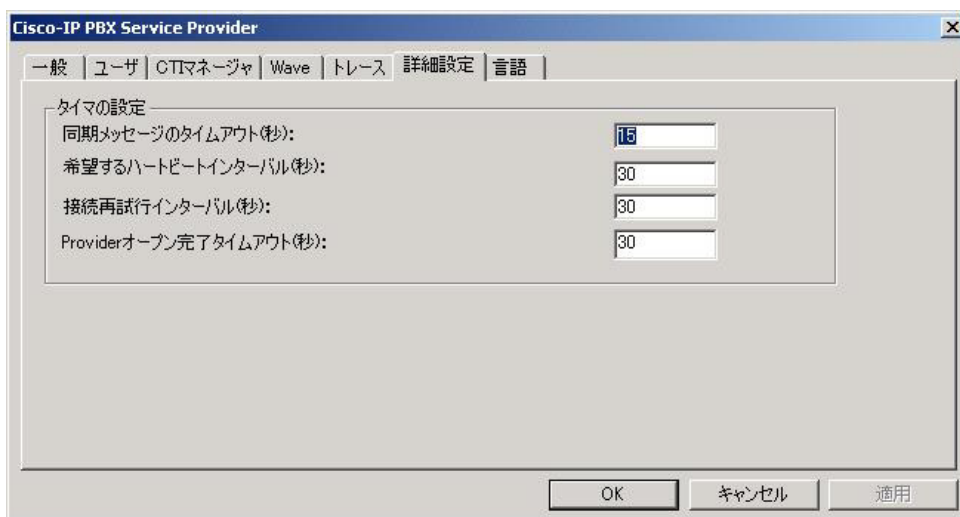 Cisco-IP PBX Service Provider
一般 ユーザ CTIマネージャ Wave トレース 詳細設定 言語
タイマの設定
同期メッセージのタイムアウト(秒): 15
希望するハートビートインターバル(秒): 30
接続再試行インターバル(秒): 30
Providerオープン完了タイムアウト(秒): 30
OK キャンセル 適用